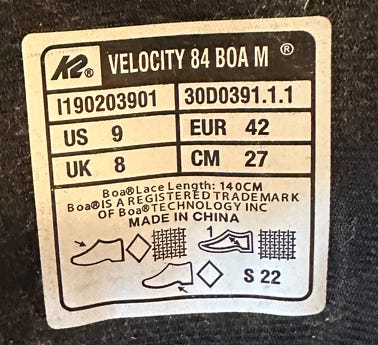 K2® VELOCITY 84 BOA M ®
I190203901 30D0391.1.1
US 9 EUR 42
UK 8 CM 27
Boa®Lace Length: 140CM
Boa®IS A REGISTERED TRADEMARK
OF Boa®TECHNOLOGY INC
MADE IN CHINA
1
S 22